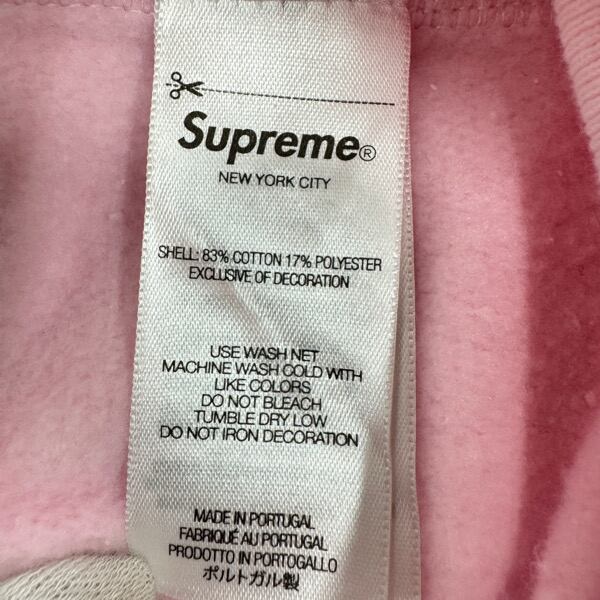 Supreme®
NEW YORK CITY
SHELL: 83% COTTON 17% POLYESTER
EXCLUSIVE OF DECORATION
USE WASH NET
MACHINE WASH COLD WITH
LIKE COLORS
DO NOT BLEACH
TUMBLE DRY LOW
DO NOT IRON DECORATION
MADE IN PORTUGAL
FABRIQUÉ AU PORTUGAL
PRODOTTO IN PORTOGALLO
ポルトガル製